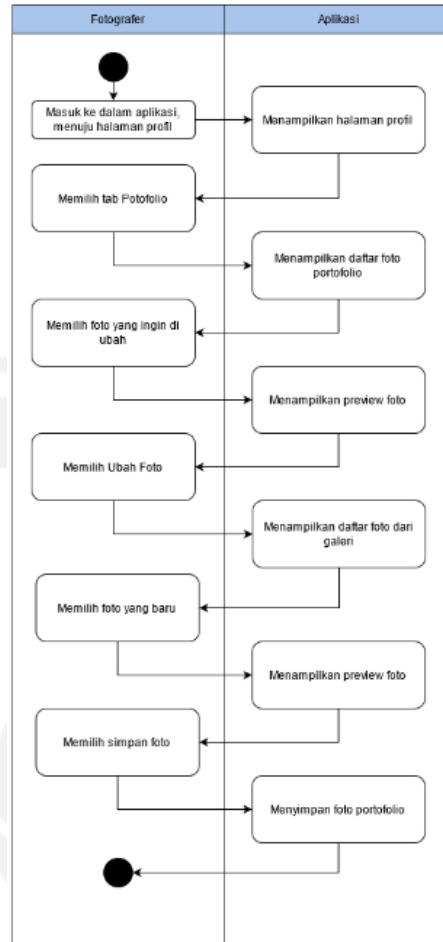 Fotografer
Aplikasi
Masuk ke dalam aplikasi,
menuju halaman profil
Menampilkan halaman profil
Memilih tab Potofolio
Menampilkan daftar foto
portofolio
Memilih foto yang ingin di
ubah
Menampilkan preview foto
Memilih Ubah Foto
Menampilkan daftar foto dari
galeri
Memilih foto yang baru
Menampilkan preview foto
Memilih simpan foto
Menyimpan foto portofolio